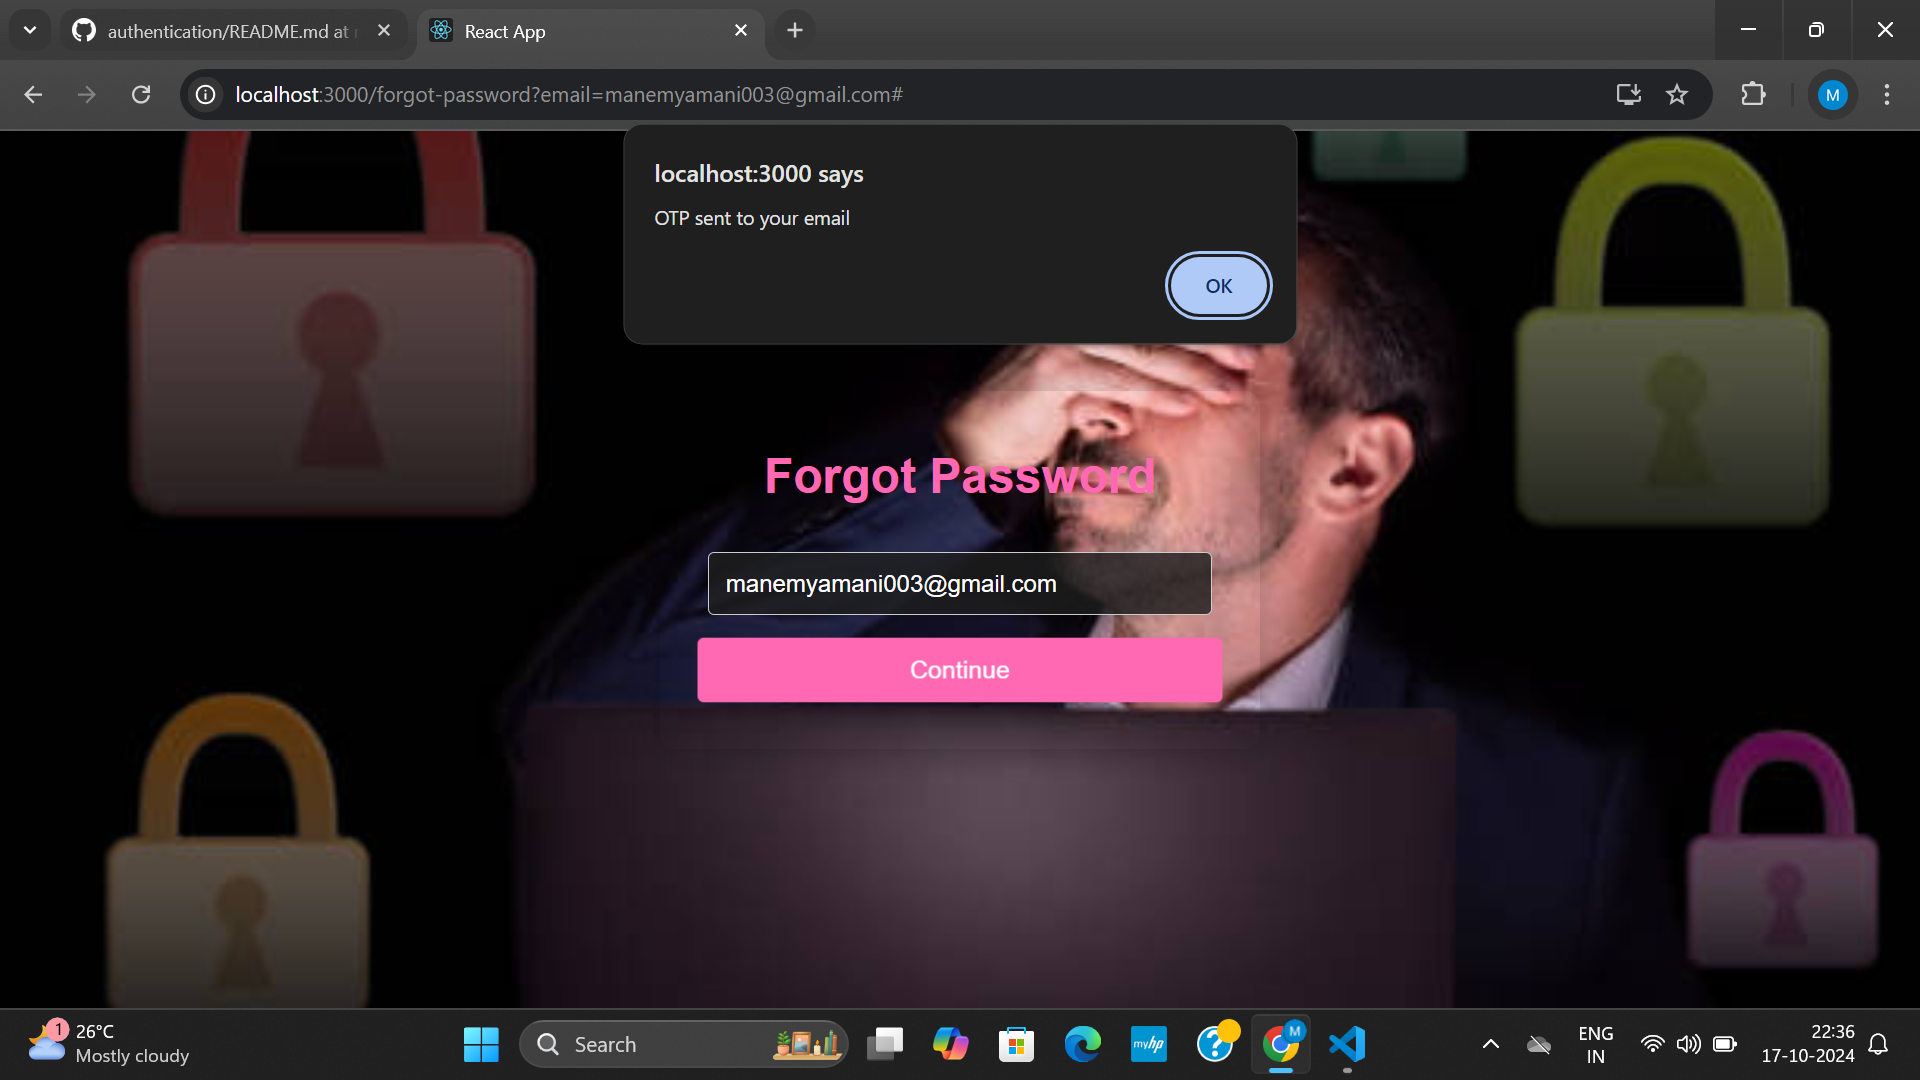 authentication/README.md at
React App
localhost:3000/forgot-password?email=manemyamani003@gmail.com#
M
localhost:3000 says
OTP sent to your email
OK
Forgot Password
manemyamani003@gmail.com
Continue
1
26°C
Mostly cloudy
Search
myhp
M
ENG
IN
22:36
17-10-2024